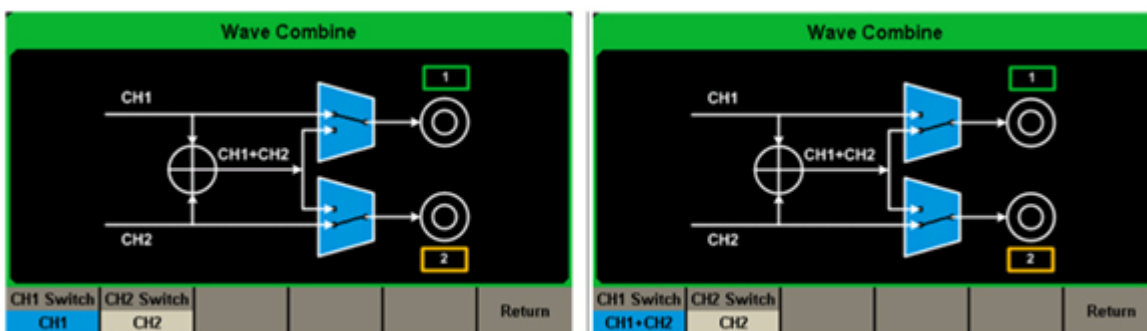 Wave Combine
1
CH1
CH1+CH2
CH2
2
CH1 Switch CH2 Switch
CH1 CH2 Return
Wave Combine
1
CH1
CH1+CH2
CH2
2
CH1 Switch CH2 Switch
CH1+CH2 CH2 Return